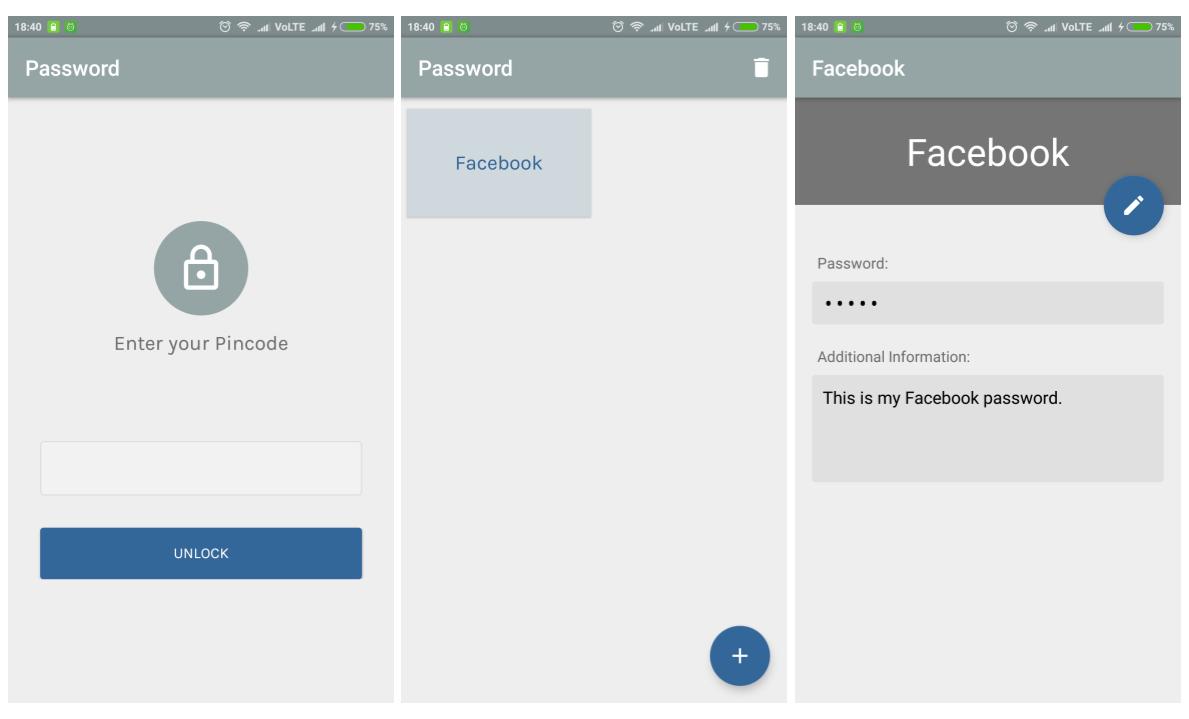 18:40 VoLTE 75%
Password
Enter your Pincode
UNLOCK
18:40 VoLTE 75%
Password
Facebook
+
18:40 VoLTE 75%
Facebook
Facebook
Password:
•••••
Additional Information:
This is my Facebook password.